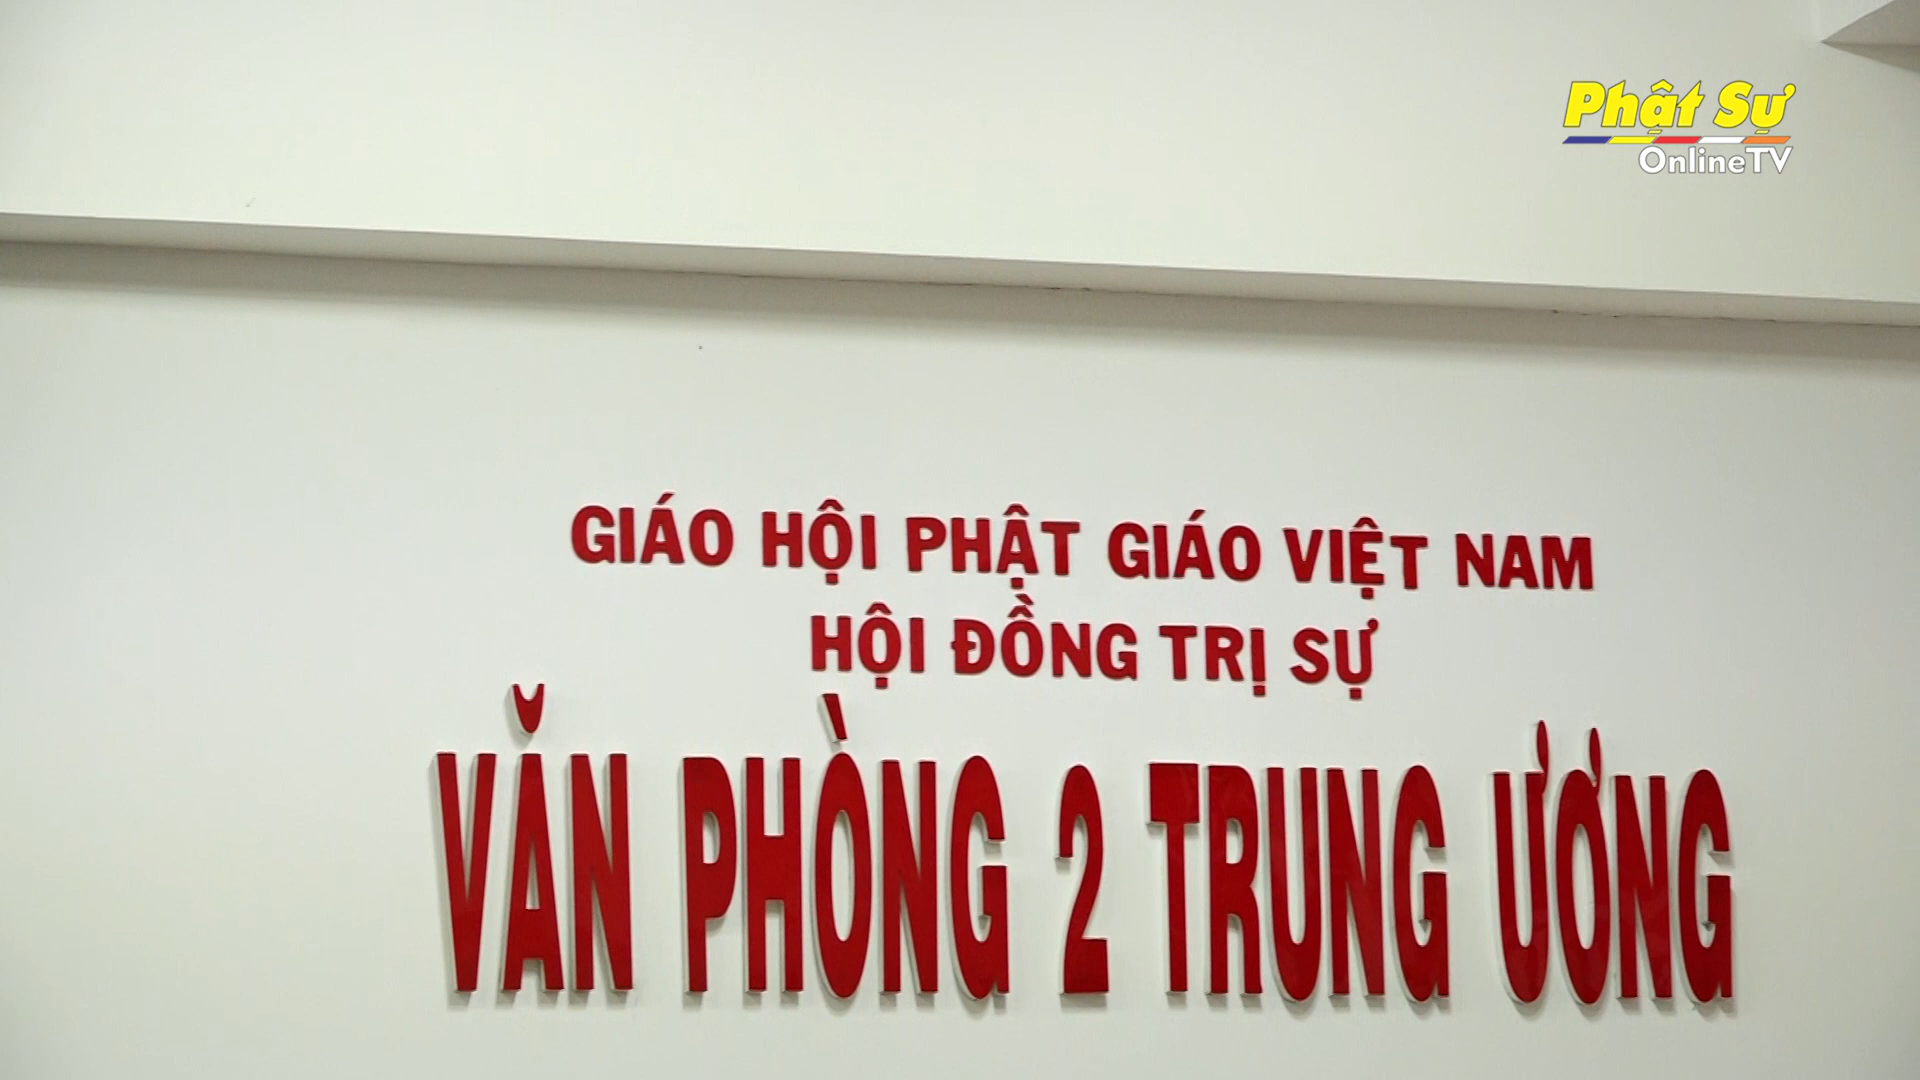 Phật Sự
OnlineTV
GIÁO HỘI PHẬT GIÁO VIỆT NAM
HỘI ĐỒNG TRỊ SỰ
VĂN PHÒNG 2 TRUNG ƯƠNG